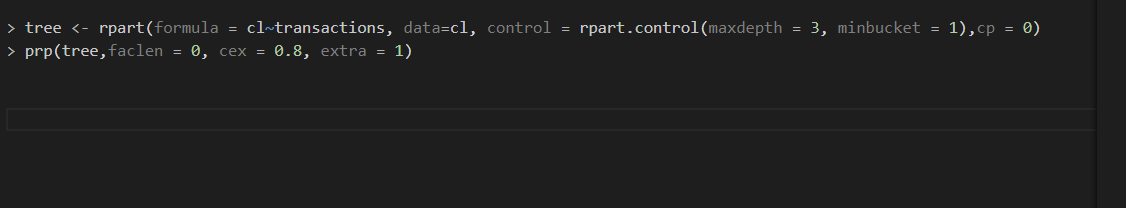 > tree <- rpart(formula = cl~transactions, data=cl, control = rpart.control(maxdepth = 3, minbucket = 1),cp = 0)
> prp(tree,faclen = 0, cex = 0.8, extra = 1)